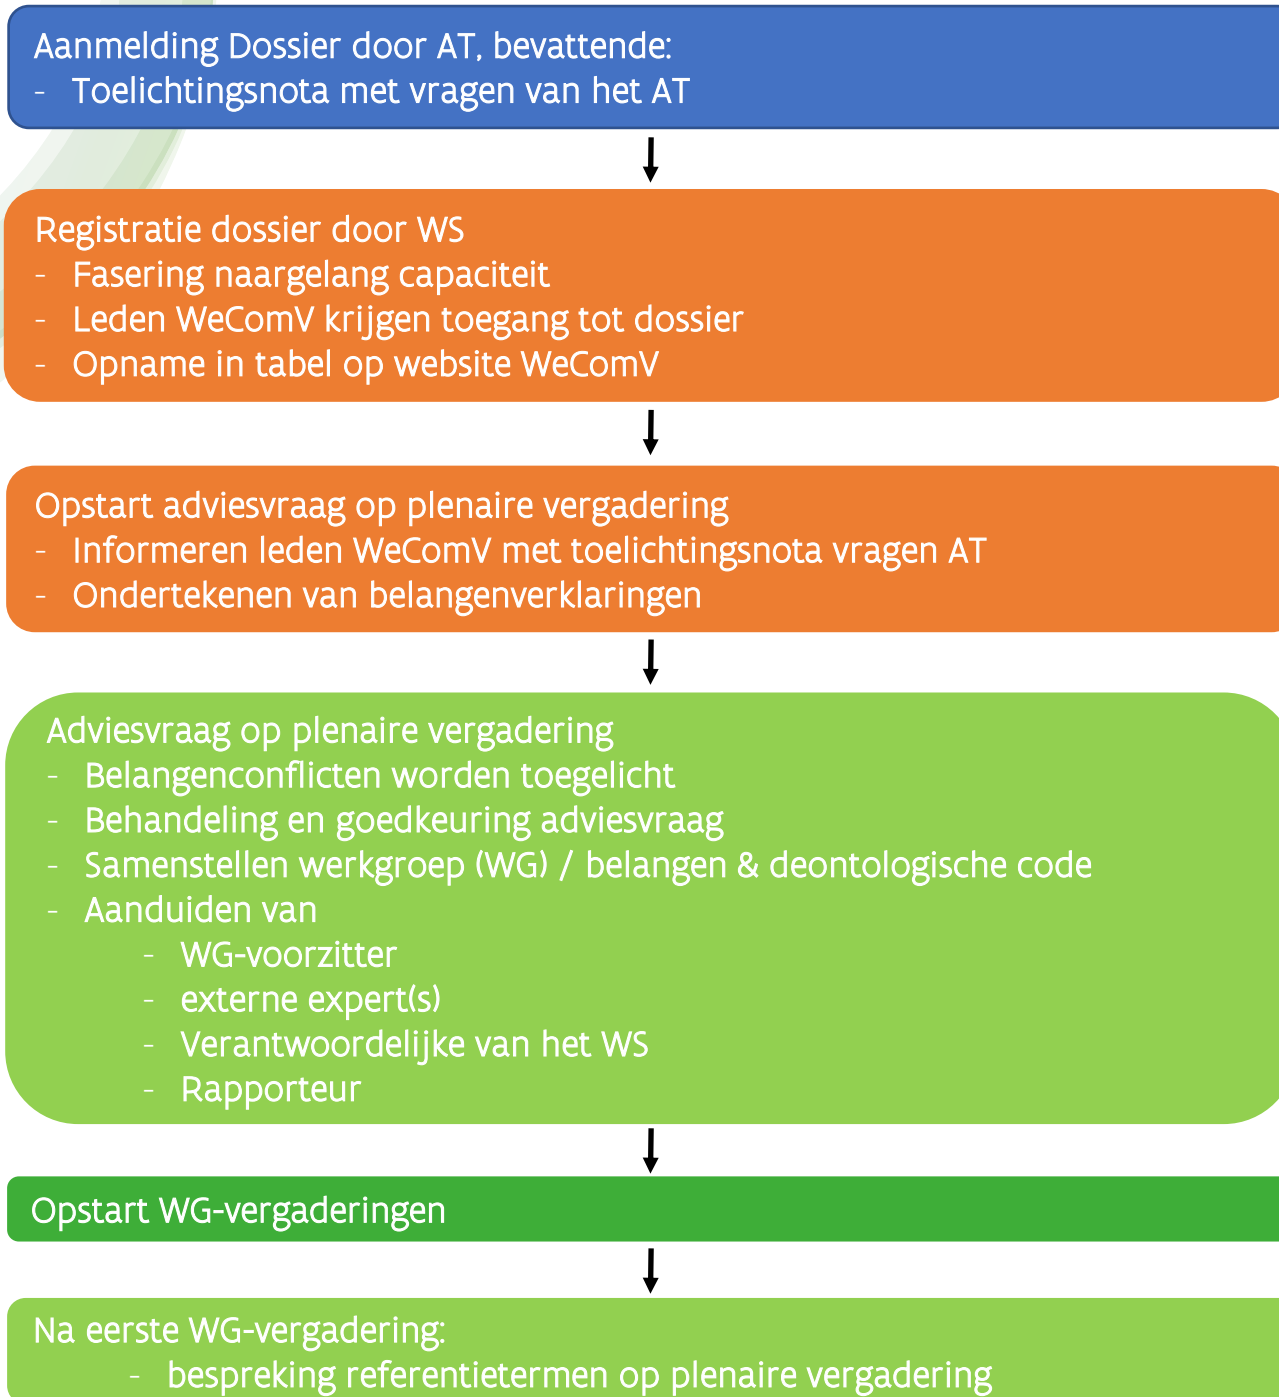 Aanmelding Dossier door AT, bevattende:
- Toelichtingsnota met vragen van het AT
Registratie dossier door WS
- Fasering naargelang capaciteit
- Leden WeComV krijgen toegang tot dossier
- Opname in tabel op website WeComV
Opstart adviesvraag op plenaire vergadering
- Informeren leden WeComV met toelichtingsnota vragen AT
- Ondertekenen van belangenverklaringen
Adviesvraag op plenaire vergadering
- Belangenconflicten worden toegelicht
- Behandeling en goedkeuring adviesvraag
- Samenstellen werkgroep (WG) / belangen & deontologische code
- Aanduiden van
- WG-voorzitter
- externe expert(s)
- Verantwoordelijke van het WS
- Rapporteur
Opstart WG-vergaderingen
Na eerste WG-vergadering:
- bespreking referentietermen op plenaire vergadering